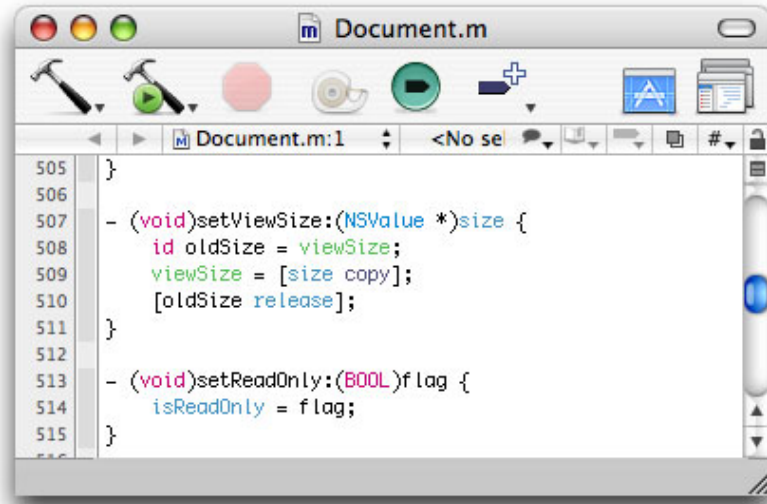 m Document.m
M Document.m:1 <No sel #
505 }
506
507 - (void)setViewSize:(NSValue *)size {
508     id oldSize = viewSize;
509     viewSize = [size copy];
510     [oldSize release];
511 }
512
513 - (void)setReadOnly:(BOOL)flag {
514     isReadOnly = flag;
515 }